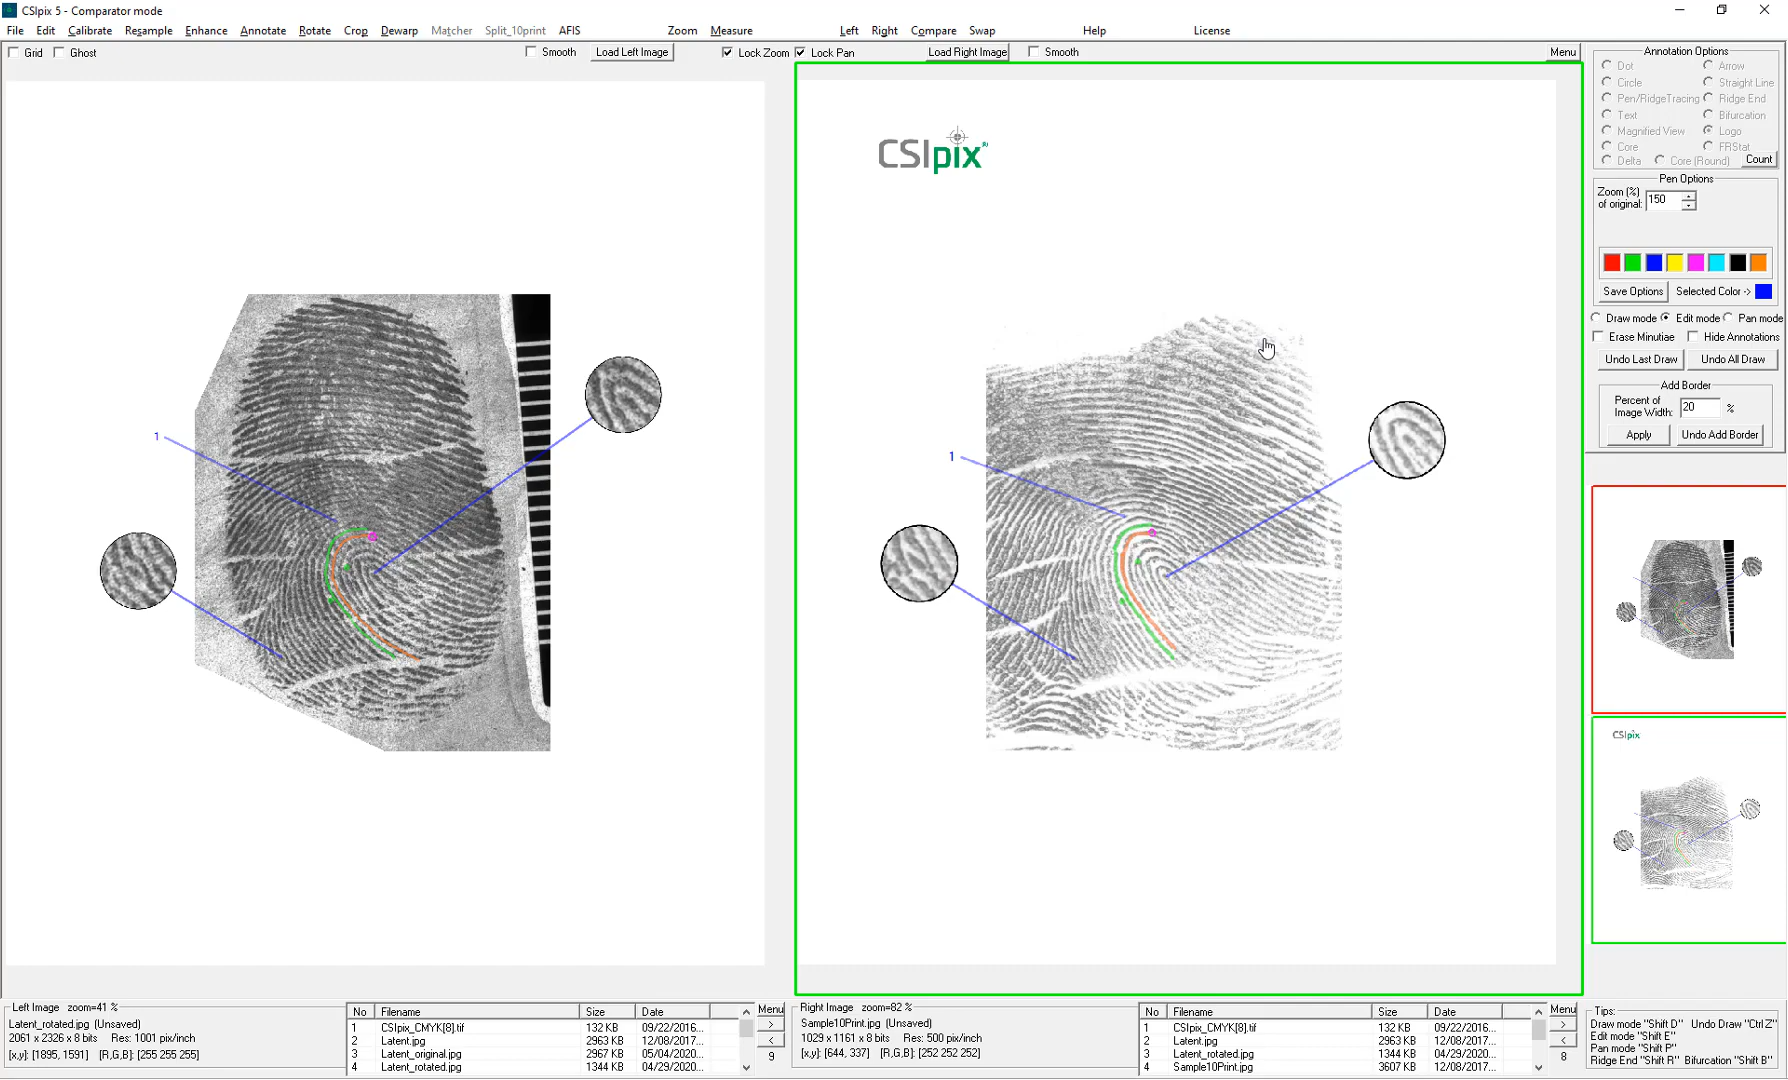 CSIpix 5 - Comparator mode
File Edit Calibrate Resample Enhance Annotate Rotate Crop Dewarp Matcher Split_10print AFIS Zoom Measure Left Right Compare Swap Help License
Grid Ghost Smooth Load Left Image Lock Zoom Lock Pan Load Right Image Smooth Menu
Annotation Options
Dot Arrow
Circle Straight Line
Pen/RidgeTracing Ridge End
Text Bifurcation
Magnified View Logo
Core FRStat
Delta Core (Round) Count
Pen Options
Zoom (%)
of original: 150
Save Options Selected Color ->
Draw mode Edit mode Pan mode
Erase Minutiae Hide Annotations
Undo Last Draw Undo All Draw
Add Border
Percent of
Image Width: 20 %
Apply Undo Add Border
CSIpix®
1
1
CSIpix
Left Image zoom=41 %
Latent_rotated.jpg (Unsaved)
2061 x 2326 x 8 bits Res: 1001 pix/inch
[x,y]: [1895, 1591] [R,G,B]: [255 255 255]
No Filename Size Date
1 CSIpix_CMYK[8].tif 132 KB 09/22/2016...
2 Latent.jpg 2963 KB 12/08/2017...
3 Latent_original.jpg 2967 KB 05/04/2020...
4 Latent_rotated.jpg 1344 KB 04/29/2020...
Menu
>
<
9
Right Image zoom=82 %
Sample10Print.jpg (Unsaved)
1029 x 1161 x 8 bits Res: 500 pix/inch
[x,y]: [644, 337] [R,G,B]: [252 252 252]
No Filename Size Date
1 CSIpix_CMYK[8].tif 132 KB 09/22/2016...
2 Latent.jpg 2963 KB 12/08/2017...
3 Latent_rotated.jpg 1344 KB 04/29/2020...
4 Sample10Print.jpg 3607 KB 12/08/2017...
Menu
>
<
8
Tips:
Draw mode "Shift D" Undo Draw "Ctrl Z"
Edit mode "Shift E"
Pan mode "Shift P"
Ridge End "Shift R" Bifurcation "Shift B"